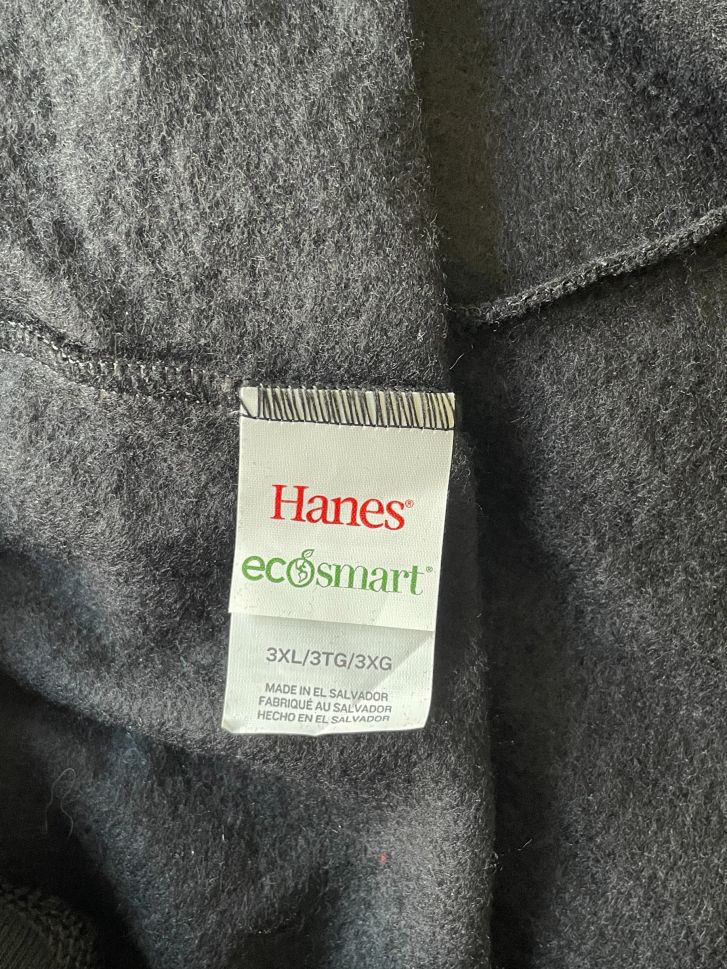 Hanes®
ecosmart®
3XL/3TG/3XG
MADE IN EL SALVADOR
FABRIQUÉ AU SALVADOR
HECHO EN EL SALVADOR